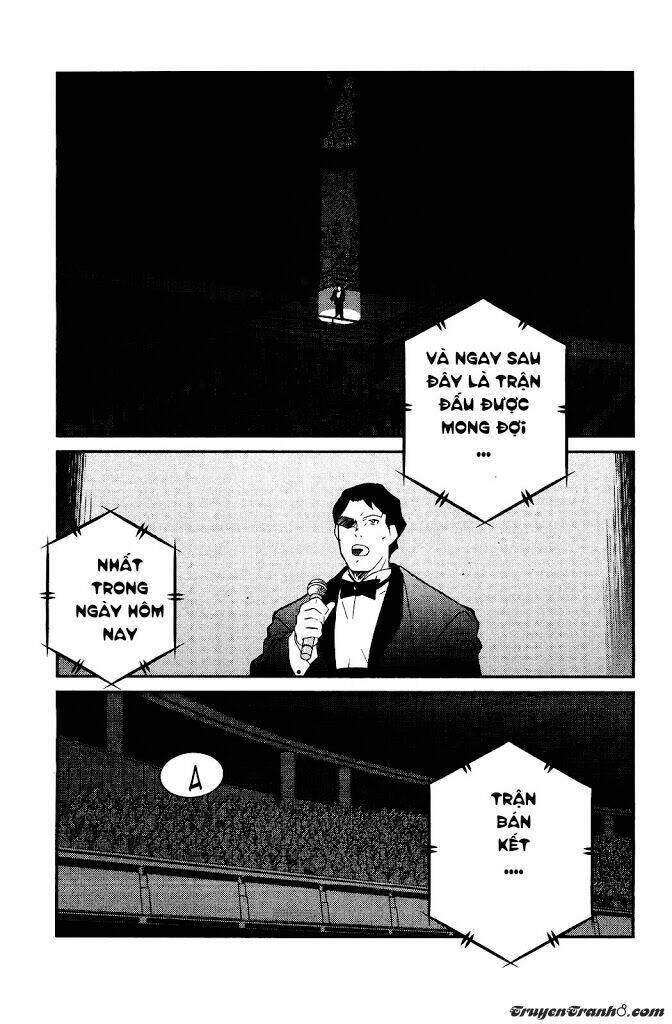 VÀ NGAY SAU
ĐÂY LÀ TRẬN
ĐẤU ĐƯỢC
MONG ĐỢI
...
NHẤT
TRONG
NGÀY HÔM
NAY
A
TRẬN
BÁN
KẾT
....
TruyenTranh8.com